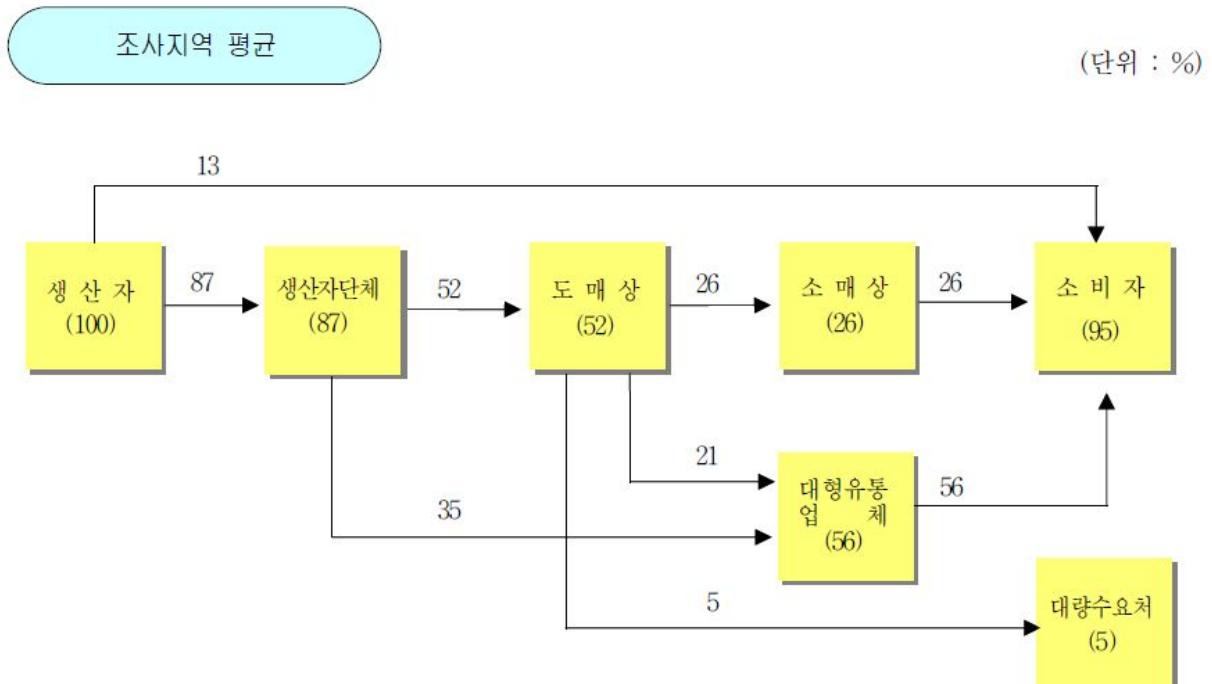 조사지역 평균
(단위 : %)
13
생 산 자
(100)
87
생산자단체
(87)
52
도 매 상
(52)
26
소 매 상
(26)
26
소 비 자
(95)
21
35
대형유통
업 체
(56)
56
5
대량수요처
(5)